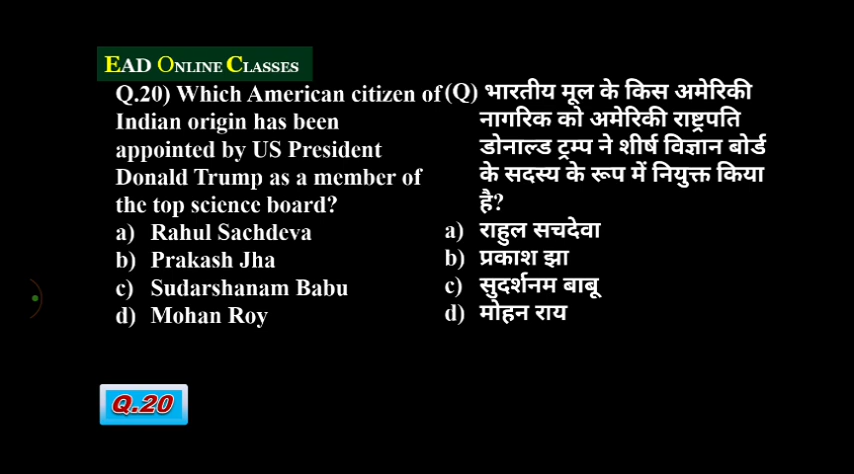 EAD ONLINE CLASSES
Q.20) Which American citizen of
Indian origin has been
appointed by US President
Donald Trump as a member of
the top science board?
a) Rahul Sachdeva
b) Prakash Jha
c) Sudarshanam Babu
d) Mohan Roy
(Q) भारतीय मूल के किस अमेरिकी
नागरिक को अमेरिकी राष्ट्रपति
डोनाल्ड ट्रम्प ने शीर्ष विज्ञान बोर्ड
के सदस्य के रूप में नियुक्त किया
है?
a) राहुल सचदेवा
b) प्रकाश झा
c) सुदर्शनम बाबू
d) मोहन राय
Q.20